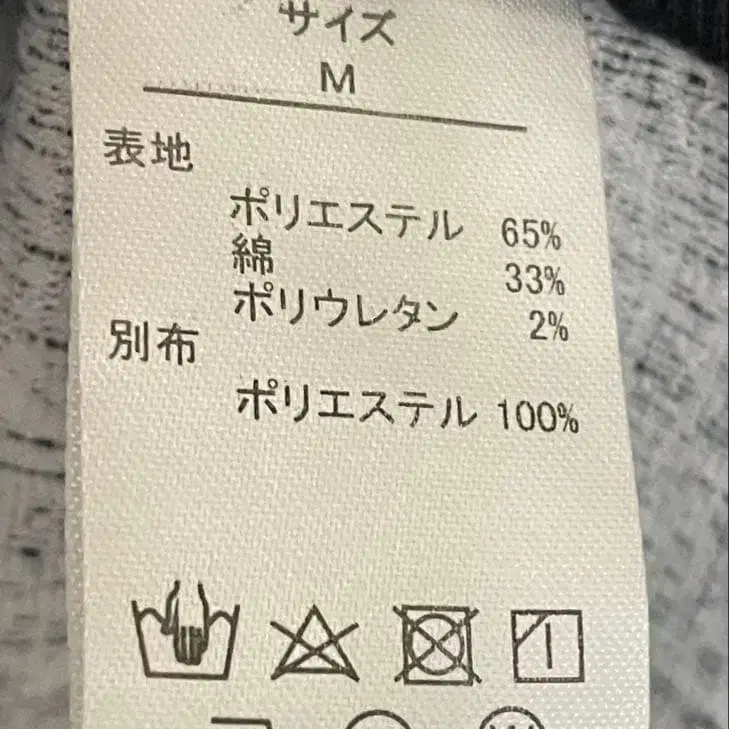 サイズ
M
表地
ポリエステル 65%
綿 33%
ポリウレタン 2%
別布
ポリエステル 100%